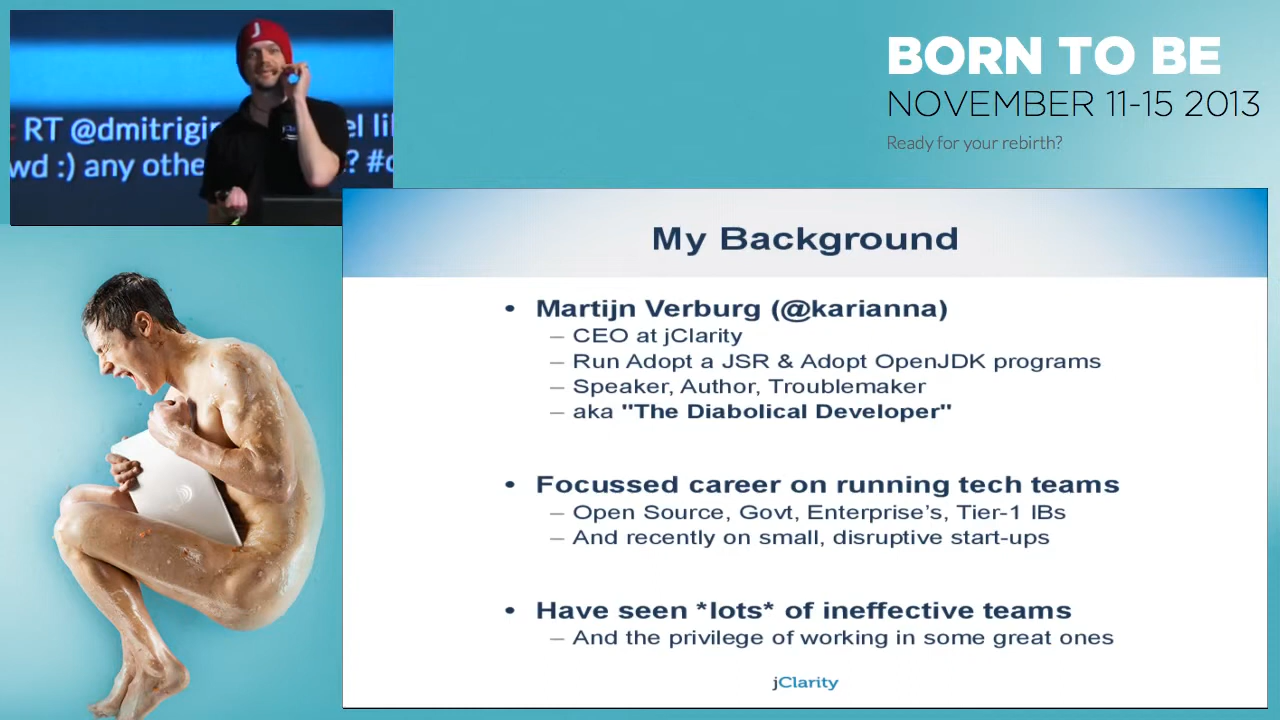 J
RT @dmitrigi
wd :) any othe ? #
jCl
BORN TO BE
NOVEMBER 11-15 2013
Ready for your rebirth?
My Background
• Martijn Verburg (@karianna)
– CEO at jClarity
– Run Adopt a JSR & Adopt OpenJDK programs
– Speaker, Author, Troublemaker
– aka "The Diabolical Developer"
• Focussed career on running tech teams
– Open Source, Govt, Enterprise’s, Tier-1 IBs
– And recently on small, disruptive start-ups
• Have seen *lots* of ineffective teams
– And the privilege of working in some great ones
jClarity